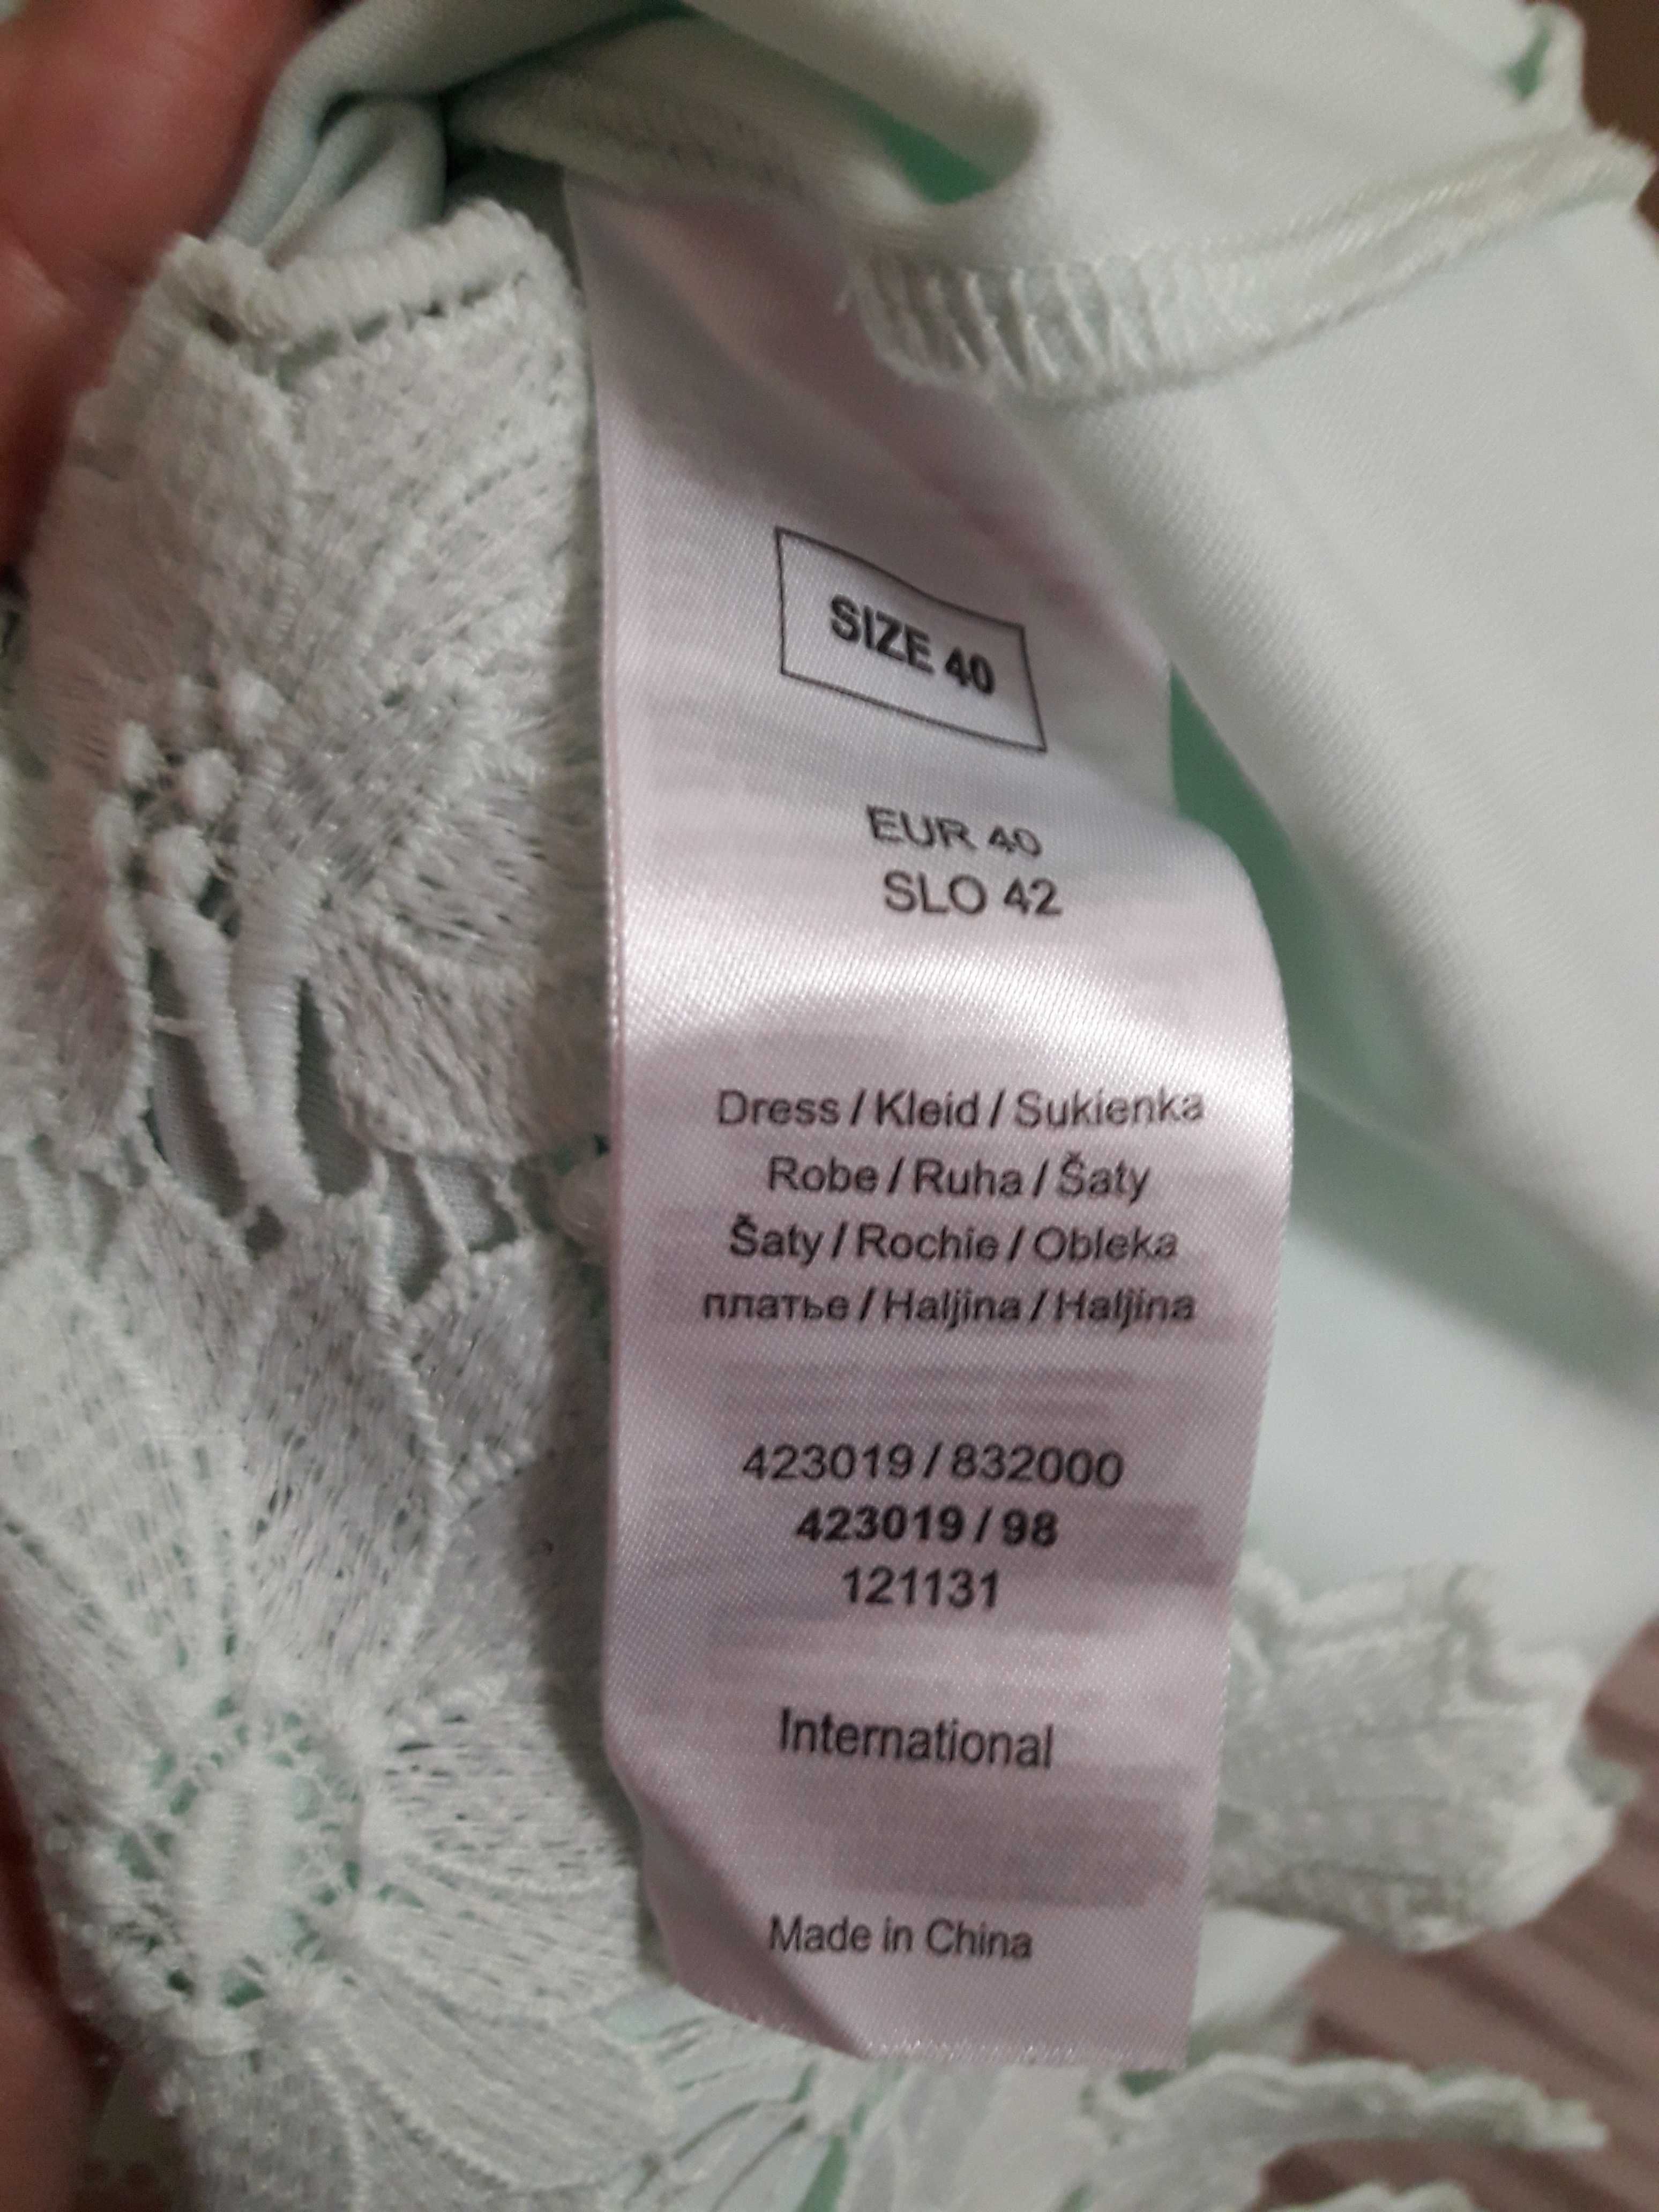 SIZE 40
EUR 40
SLO 42
Dress / Kleid / Sukienka
Robe / Ruha / Šaty
Šaty / Rochie / Obleka
платье / Haljina / Haljina
423019 / 832000
423019 / 98
121131
International
Made in China